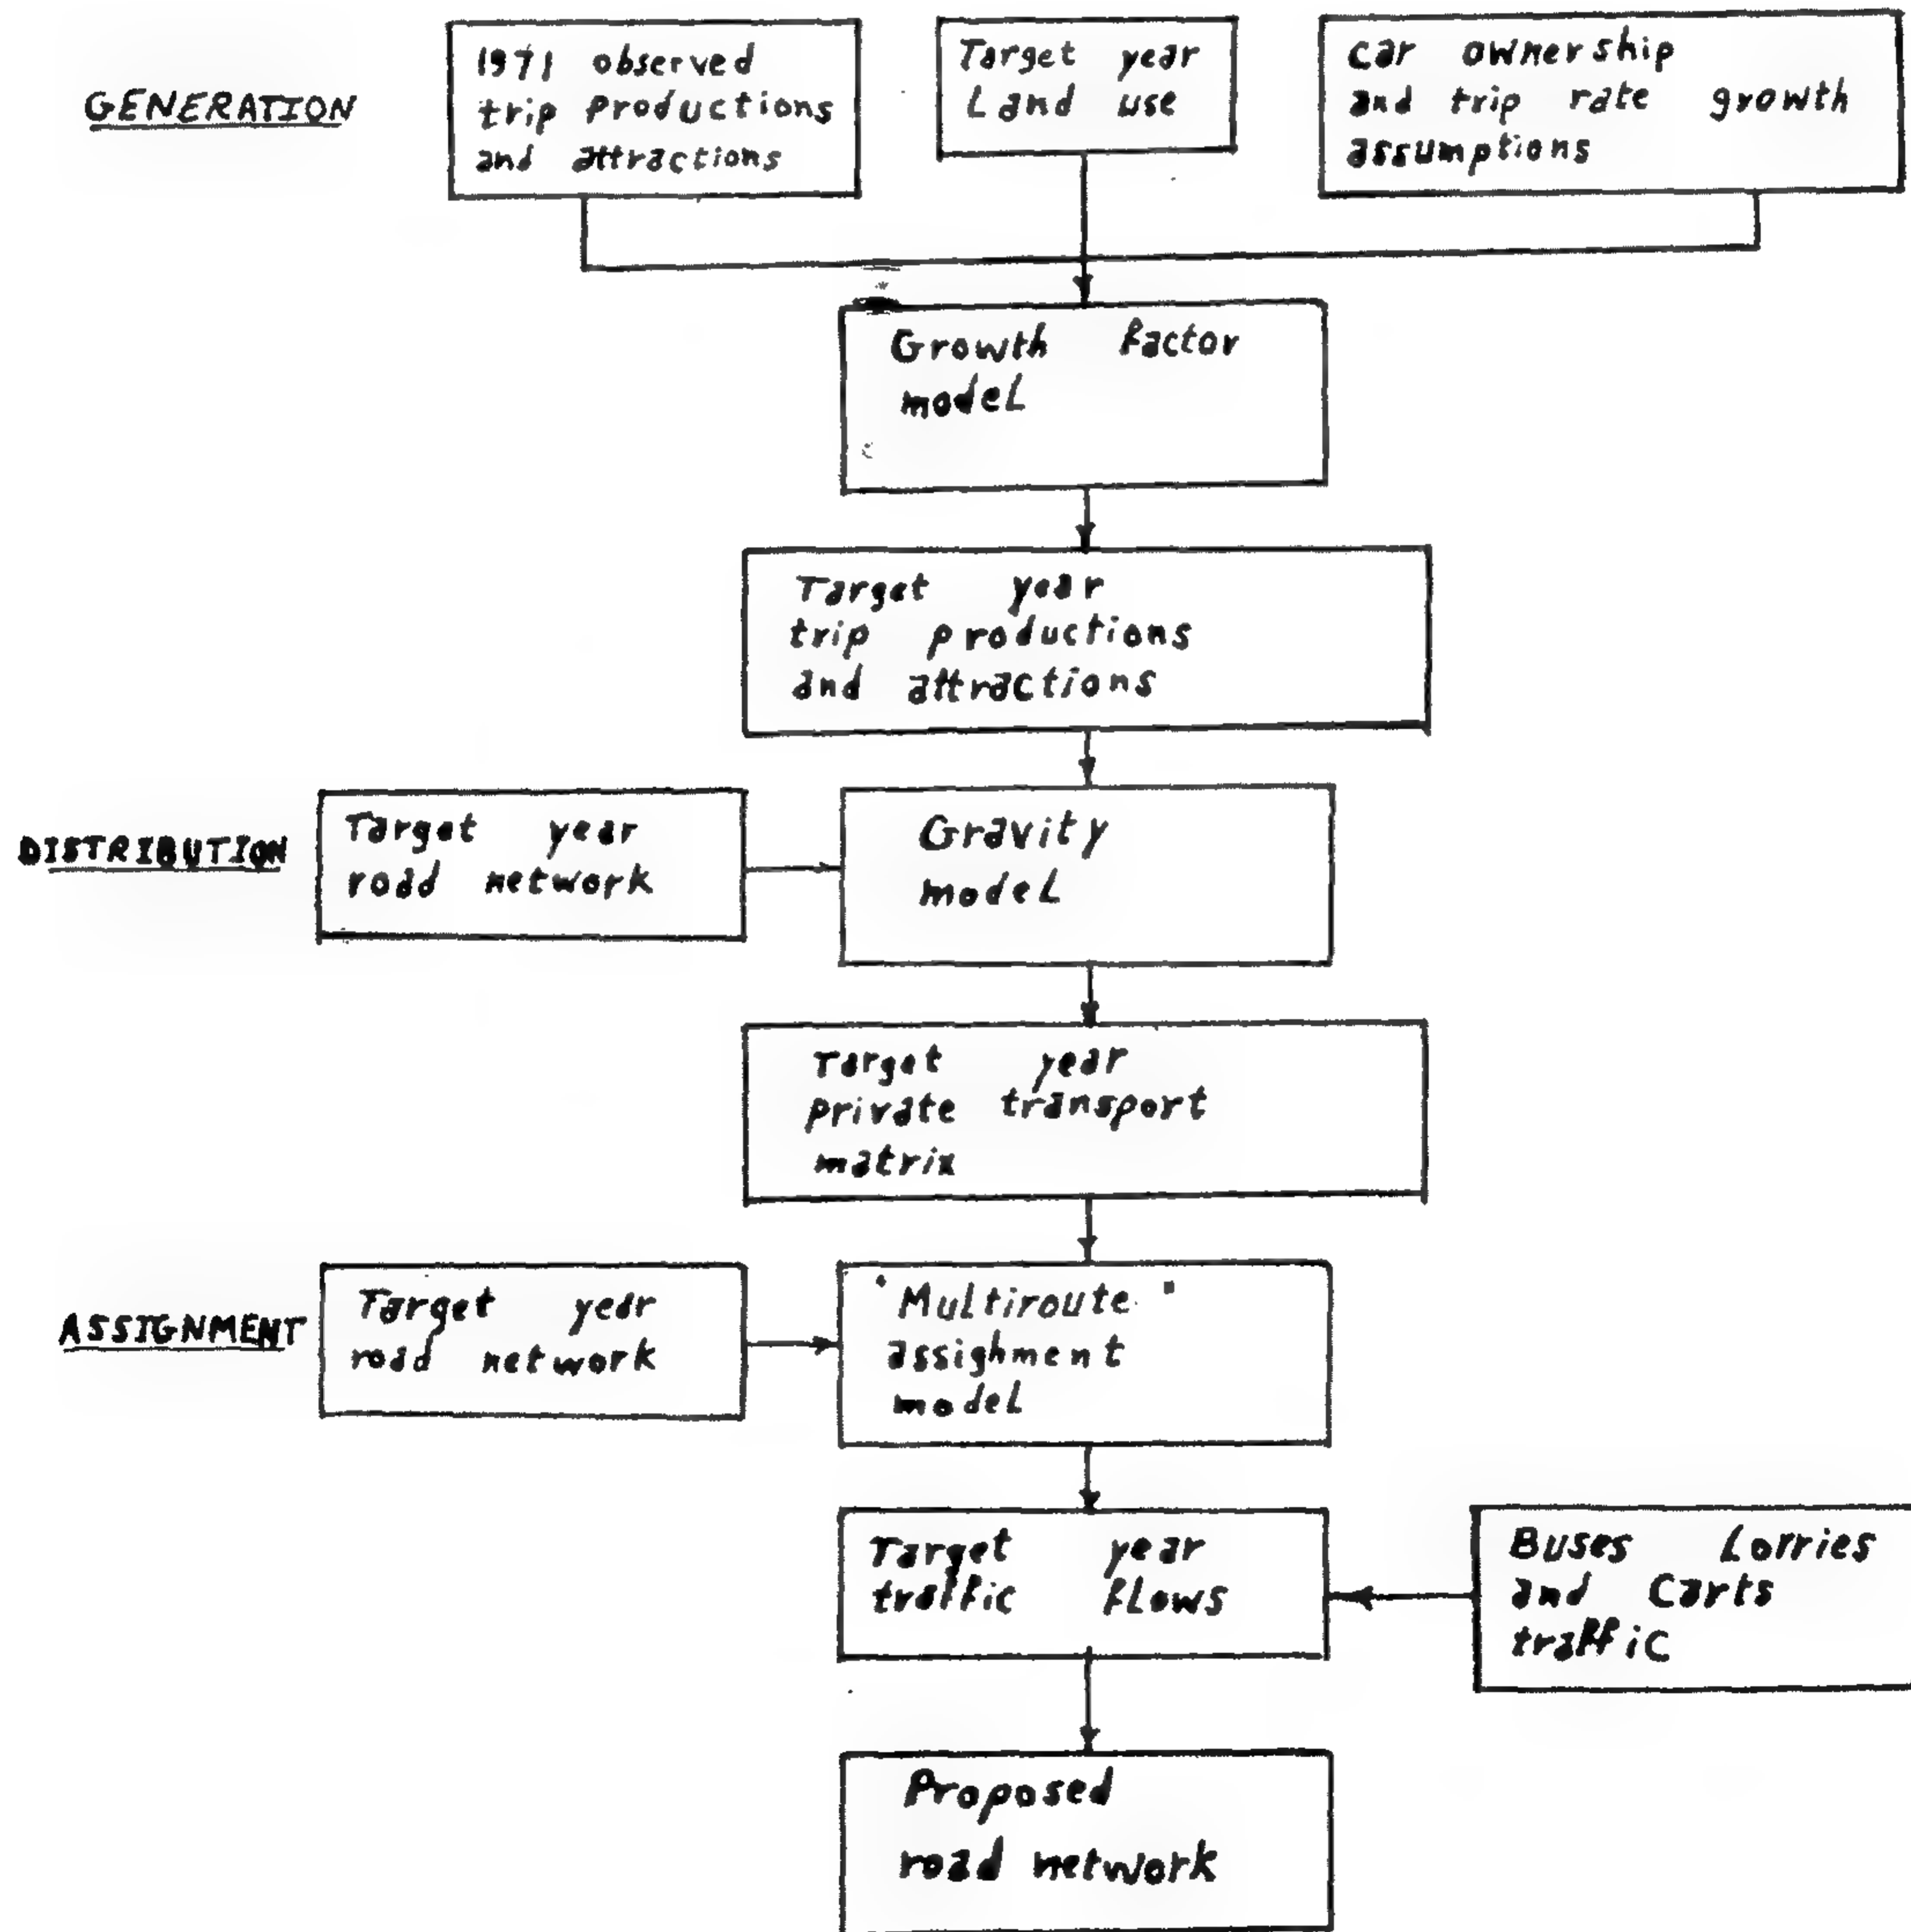 GENERATION
1971 observed
trip productions
and attractions
Target year
Land use
car ownership
and trip rate growth
assumptions
Growth factor
model
Target year
trip productions
and attractions
DISTRIBUTION
Target year
road network
Gravity
model
Target year
private transport
matrix
ASSIGNMENT
Target year
road network
"Multiroute"
assighment
model
Target year
traffic flows
Buses Lorries
and Carts
traffic
Proposed
road network